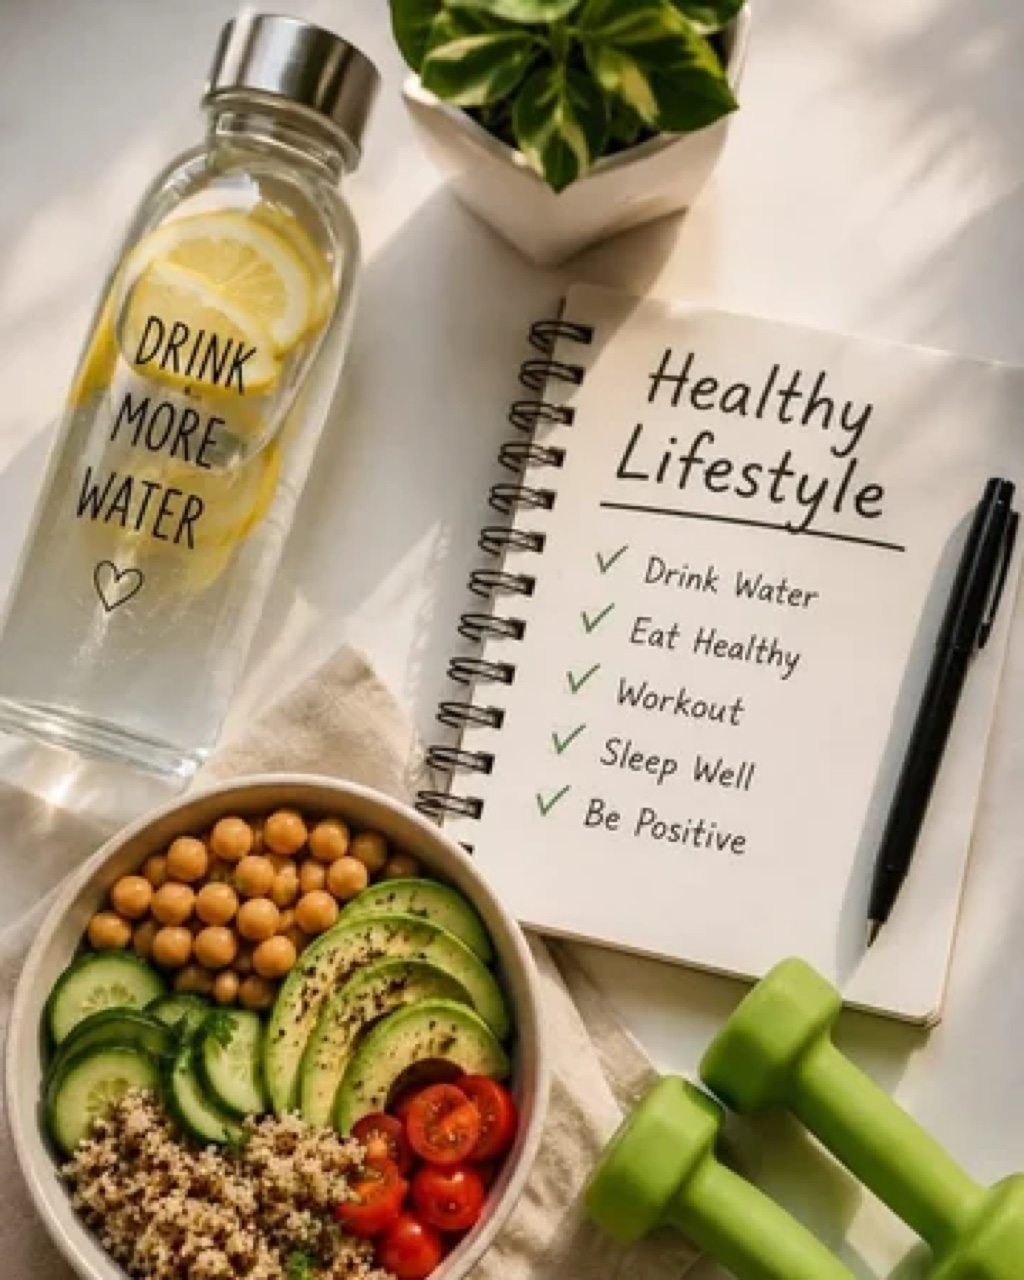 DRINK
MORE
WATER
Healthy
Lifestyle
Drink Water
Eat Healthy
Workout
Sleep Well
Be Positive